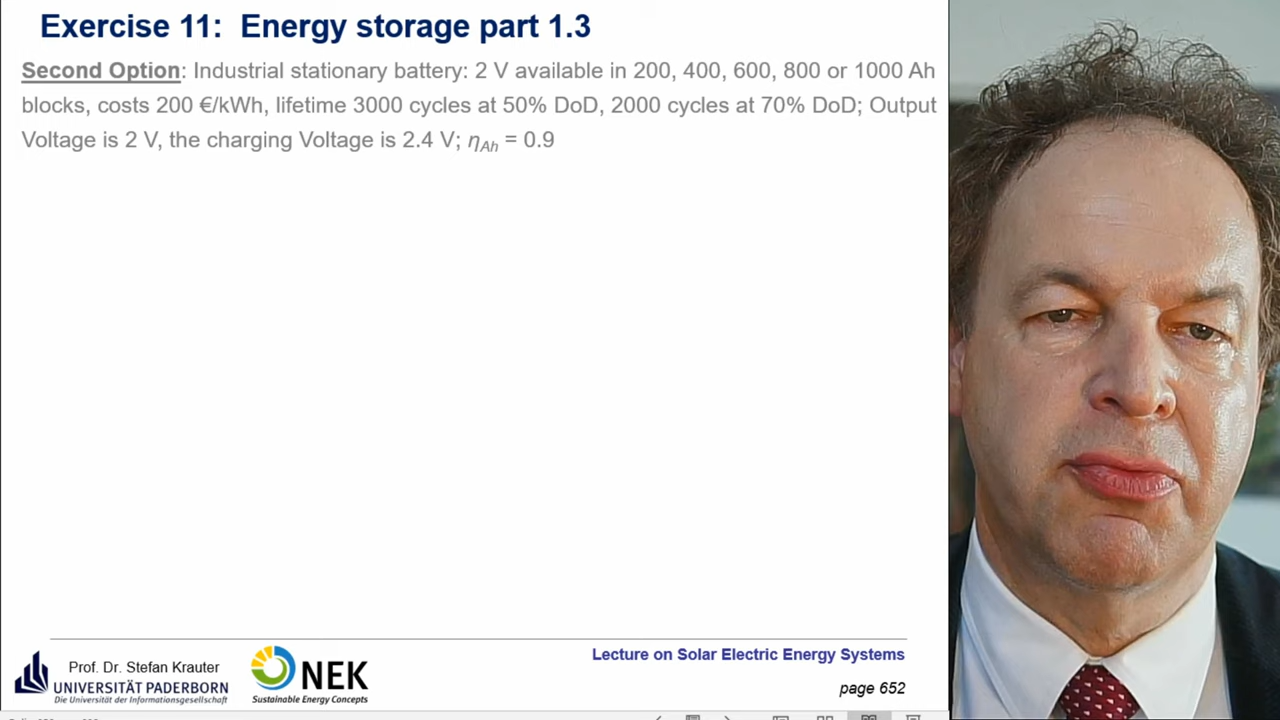 Exercise 11: Energy storage part 1.3
Second Option: Industrial stationary battery: 2 V available in 200, 400, 600, 800 or 1000 Ah
blocks, costs 200 €/kWh, lifetime 3000 cycles at 50% DoD, 2000 cycles at 70% DoD; Output
Voltage is 2 V, the charging Voltage is 2.4 V; ηAh = 0.9
Prof. Dr. Stefan Krauter
UNIVERSITÄT PADERBORN
Die Universität der Informationsgesellschaft
NEK
Sustainable Energy Concepts
Lecture on Solar Electric Energy Systems
page 652